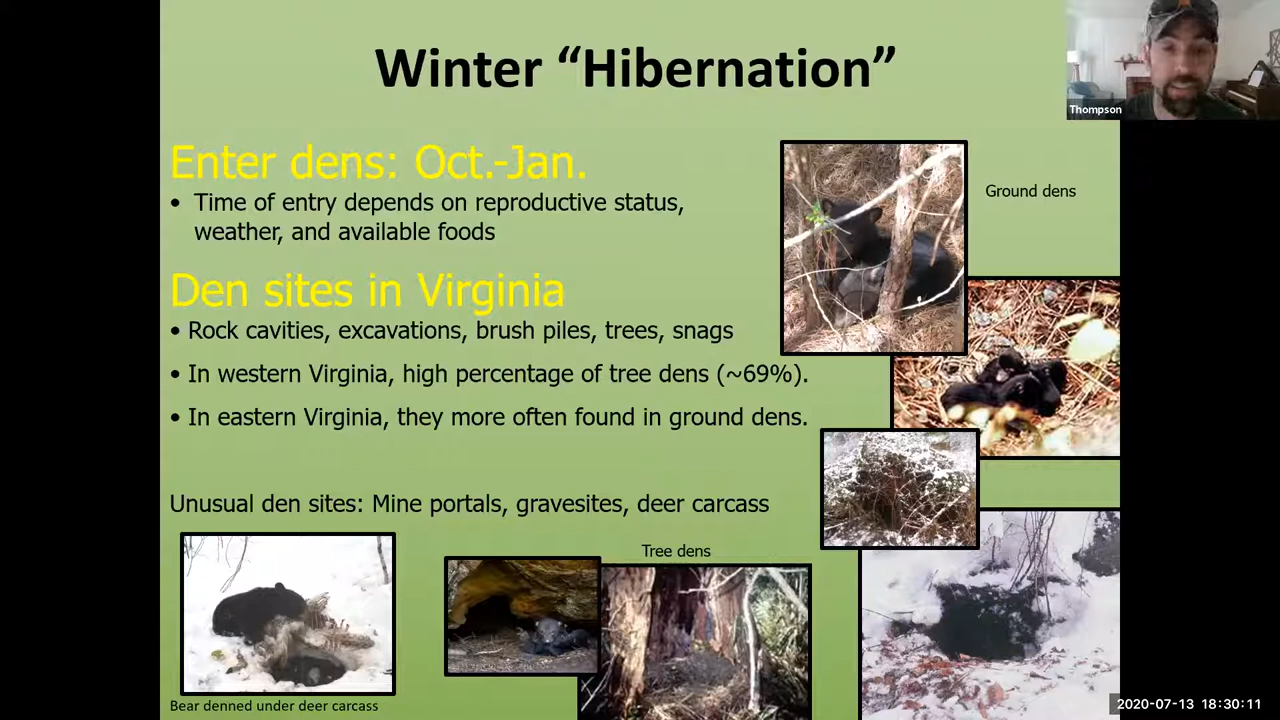 Winter “Hibernation”
Thompson
Enter dens: Oct.-Jan.
• Time of entry depends on reproductive status,
weather, and available foods
Ground dens
Den sites in Virginia
• Rock cavities, excavations, brush piles, trees, snags
• In western Virginia, high percentage of tree dens (~69%).
• In eastern Virginia, they more often found in ground dens.
Unusual den sites: Mine portals, gravesites, deer carcass
Tree dens
Bear denned under deer carcass
2020-07-13 18:30:11